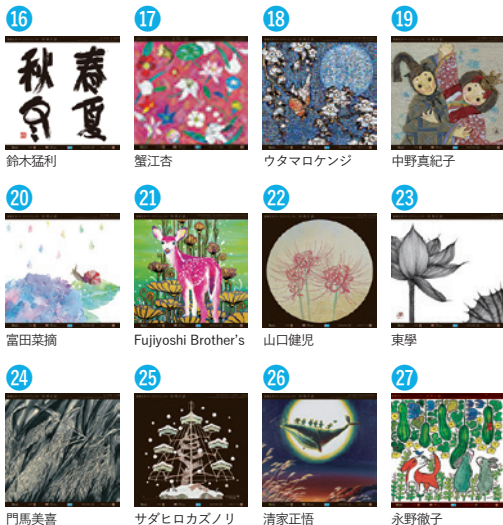 16
17
18
19
春夏
秋冬
鈴木猛利
蟹江杏
ウタマロケンジ
中野真紀子
20
21
22
23
富田菜摘
Fujiyoshi Brother's
山口健児
東學
24
25
26
27
門馬美喜
サダヒロカズノリ
清家正悟
永野徹子